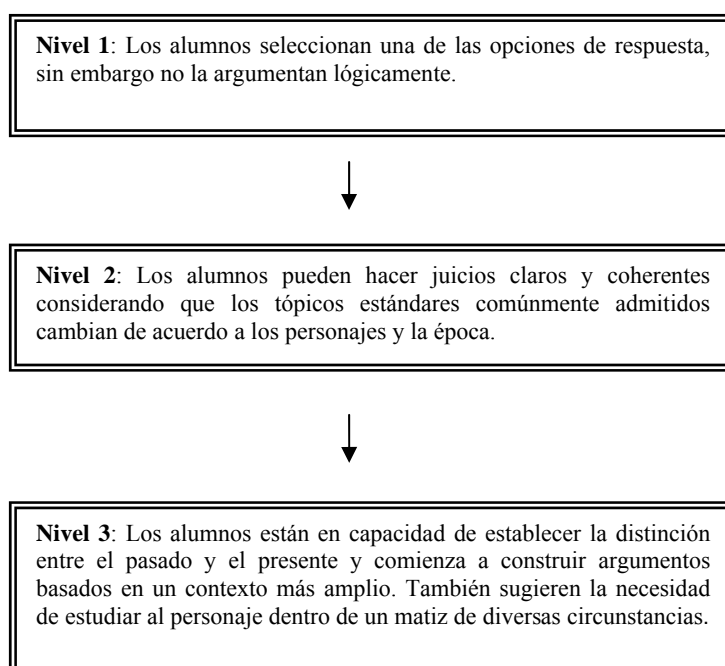 Nivel 1: Los alumnos seleccionan una de las opciones de respuesta,
sin embargo no la argumentan lógicamente.
Nivel 2: Los alumnos pueden hacer juicios claros y coherentes
considerando que los tópicos estándares comúnmente admitidos
cambian de acuerdo a los personajes y la época.
Nivel 3: Los alumnos están en capacidad de establecer la distinción
entre el pasado y el presente y comienza a construir argumentos
basados en un contexto más amplio. También sugieren la necesidad
de estudiar al personaje dentro de un matiz de diversas circunstancias.